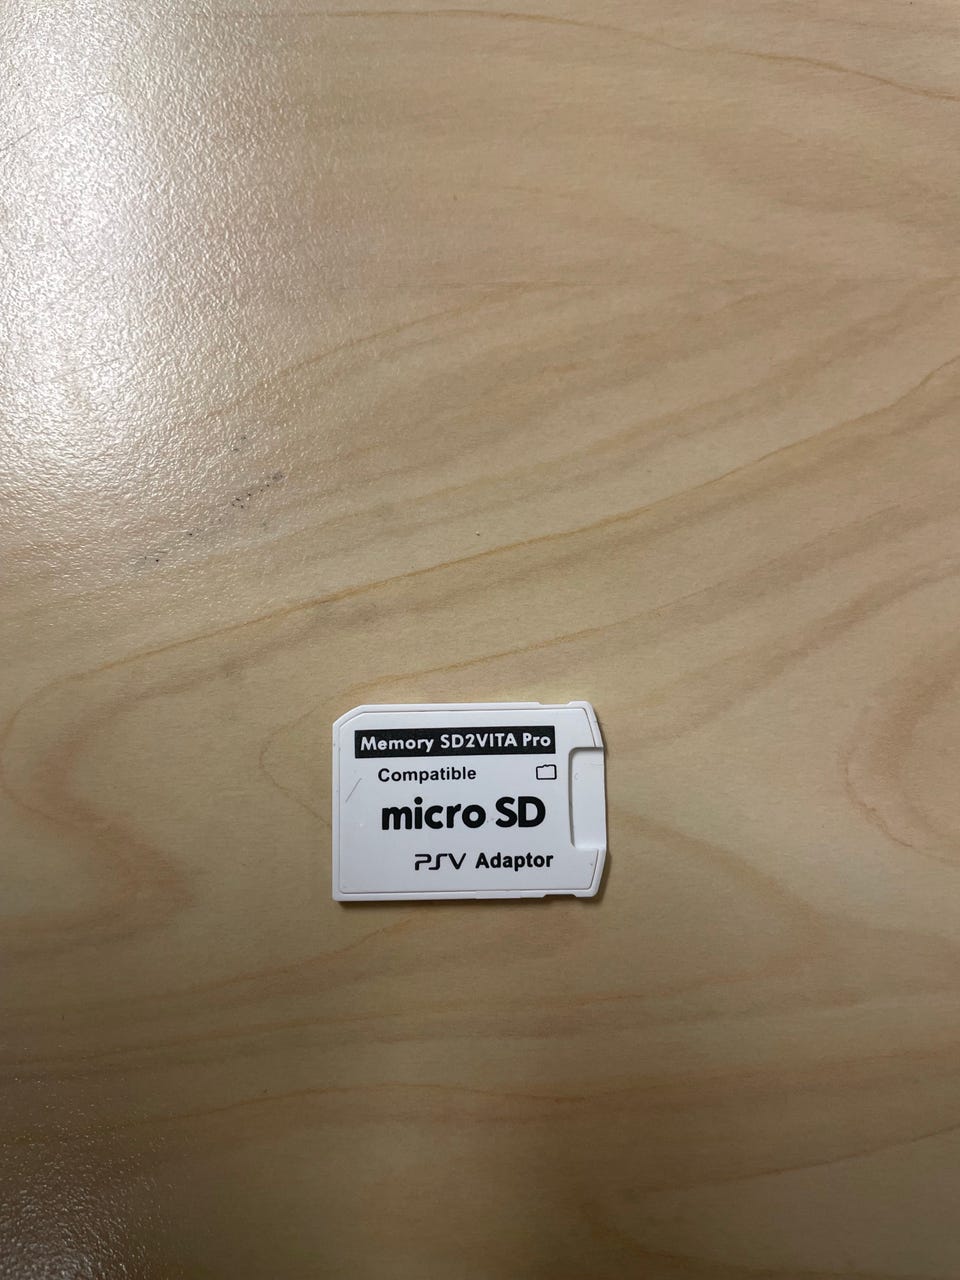 Memory SD2VITA Pro
Compatible
micro SD
PSV Adaptor